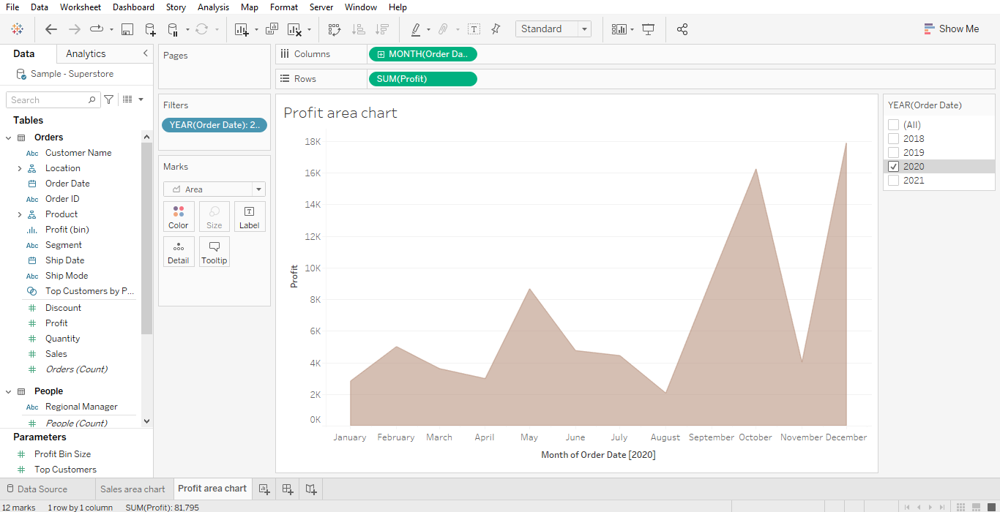 File Data Worksheet Dashboard Story Analysis Map Format Server Window Help
Standard
Show Me
Data Analytics
Sample - Superstore
Search
Tables
Orders
Abc Customer Name
Location
Order Date
Abc Order ID
Product
Profit (bin)
Abc Segment
Ship Date
Abc Ship Mode
Top Customers by P...
Discount
Profit
Quantity
Sales
Orders (Count)
People
Abc Regional Manager
People (Count)
Parameters
Profit Bin Size
Top Customers
Pages
Filters
YEAR(Order Date): 2..
Marks
Area
Color Size Label
Detail Tooltip
Columns MONTH(Order Da..
Rows SUM(Profit)
Profit area chart
18K
16K
14K
12K
10K
8K
6K
4K
2K
0K
Profit
January February March April May June July August September October November December
Month of Order Date [2020]
YEAR(Order Date)
(All)
2018
2019
2020
2021
Data Source Sales area chart Profit area chart
12 marks 1 row by 1 column SUM(Profit): 81,795